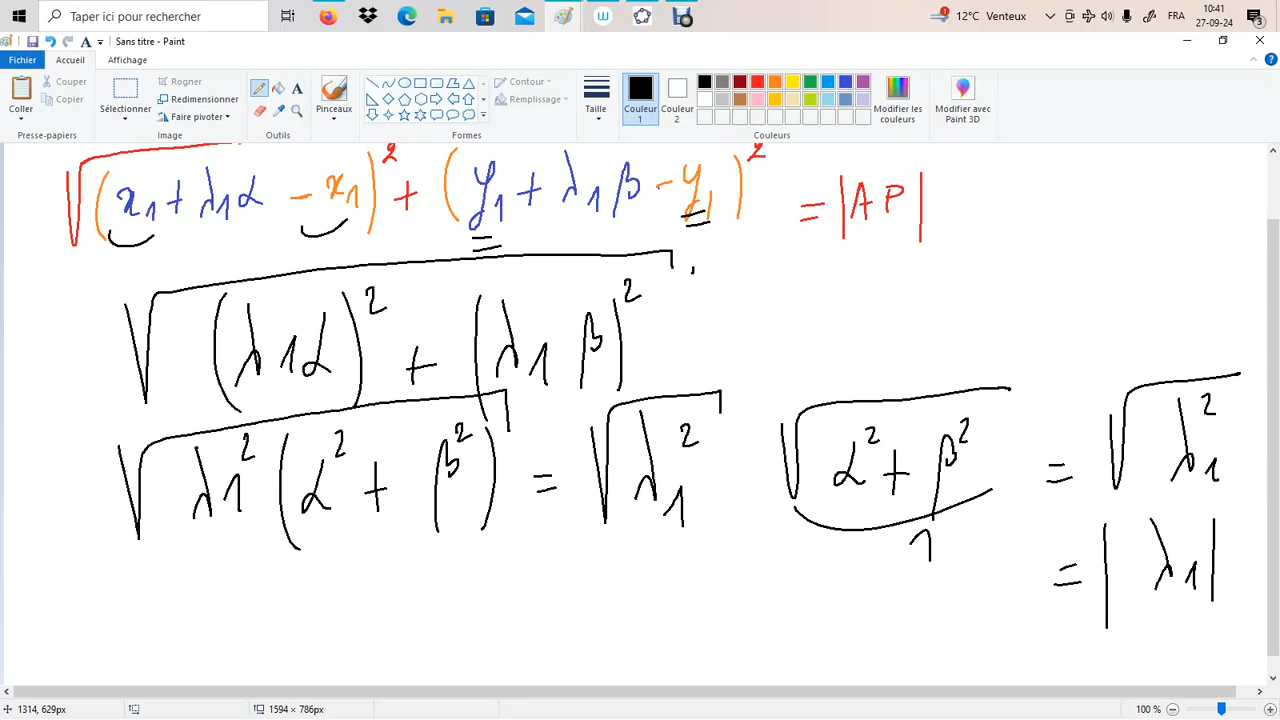 Taper ici pour rechercher
12°C Venteux
FRA
10:41
27-09-24
3
Sans titre - Paint
Fichier
Accueil
Affichage
Coller
Couper
Copier
Presse-papiers
Sélectionner
Rogner
Redimensionner
Faire pivoter
Image
A
Outils
Pinceaux
Contour
Remplissage
Formes
Taille
Couleur 1
Couleur 2
Modifier les couleurs
Couleurs
Modifier avec Paint 3D
√(x₁ + λ₁α - x₁)² + (y₁ + λ₁β - y₁)² = |AP|
√(λ1α)² + (λ1β)²
√λ1²(α² + β²) = √λ₁² √α² + β² = √λ₁²
1
= |λ1|
1314, 629px
1594 × 786px
100 %